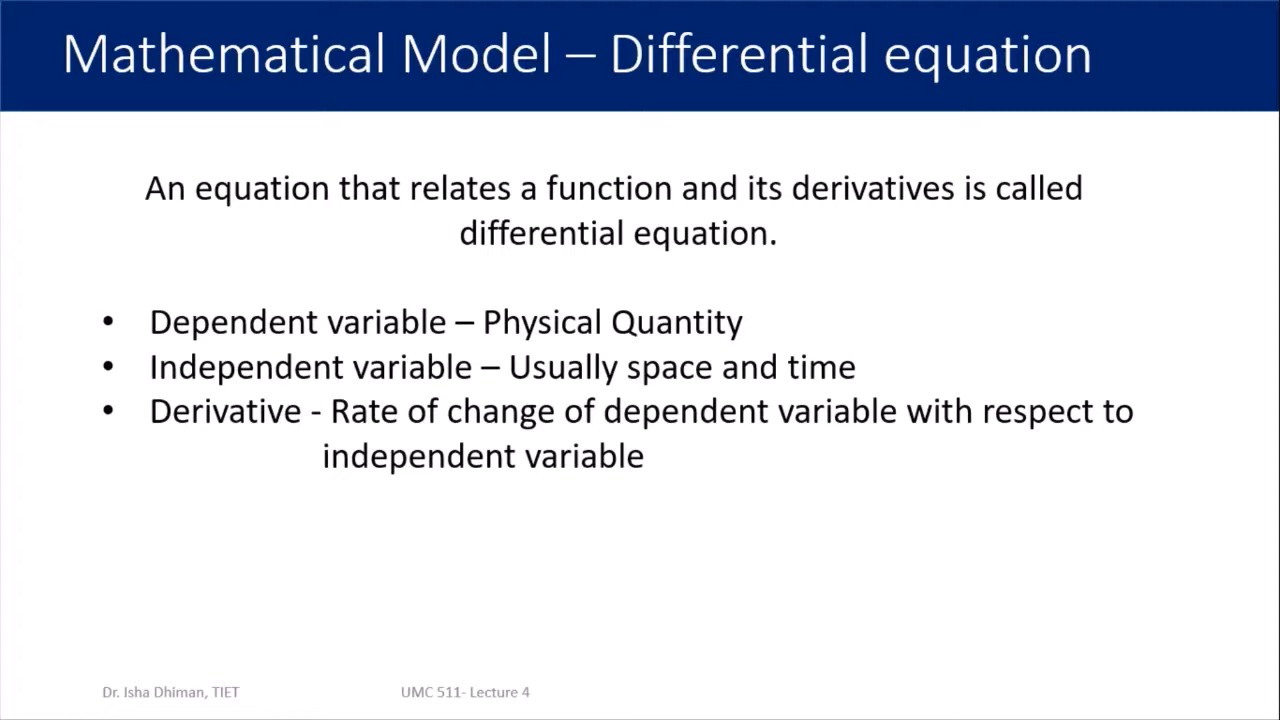 Mathematical Model – Differential equation
An equation that relates a function and its derivatives is called
differential equation.
• Dependent variable – Physical Quantity
• Independent variable – Usually space and time
• Derivative - Rate of change of dependent variable with respect to
independent variable
Dr. Isha Dhiman, TIET
UMC 511- Lecture 4